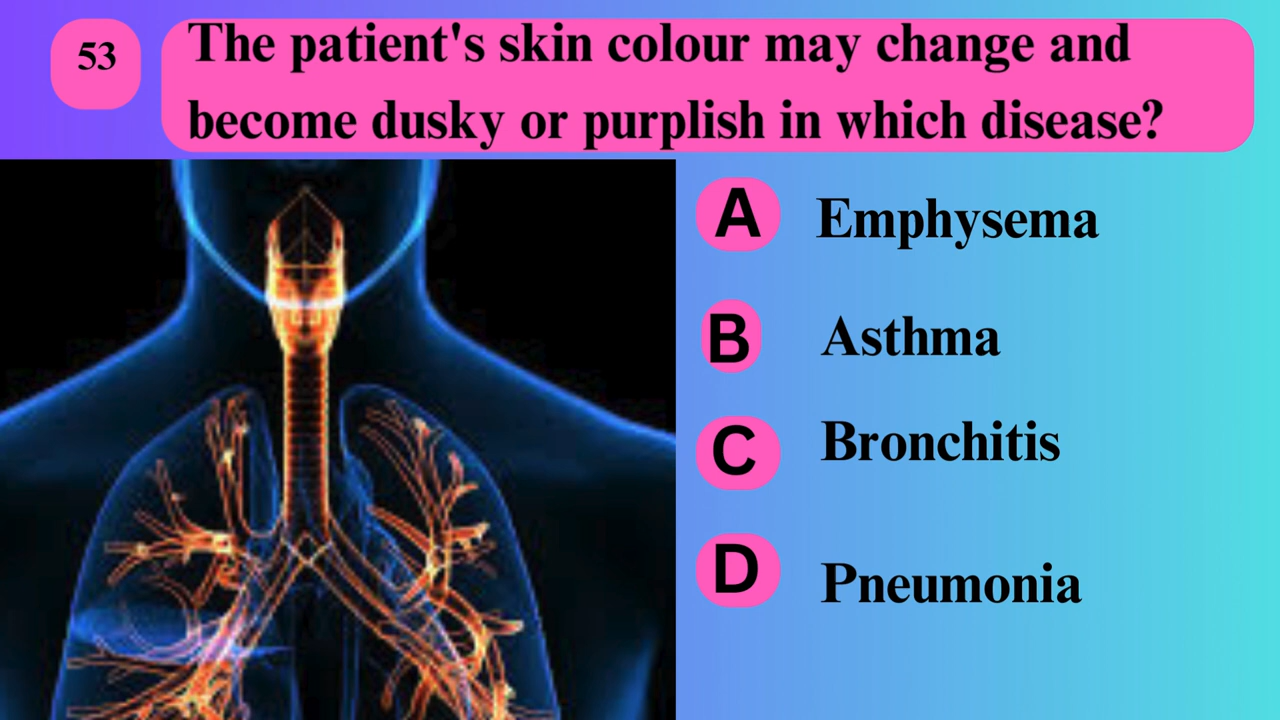 53
The patient's skin colour may change and
become dusky or purplish in which disease?
A Emphysema
B Asthma
C Bronchitis
D Pneumonia